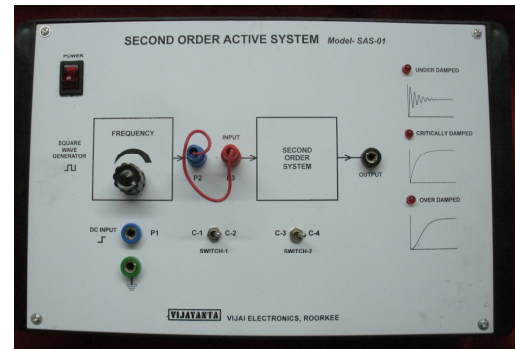 SECOND ORDER ACTIVE SYSTEM Model- SAS-01
POWER
UNDER DAMPED
FREQUENCY
INPUT
SQUARE
WAVE
GENERATOR
SECOND
ORDER
SYSTEM
CRITICALLY DAMPED
P2
P3
OUTPUT
OVER DAMPED
DC INPUT
P1
C-1 C-2
C-3 C-4
SWITCH-1
SWITCH-2
VIJAYANTA VIJAI ELECTRONICS, ROORKEE